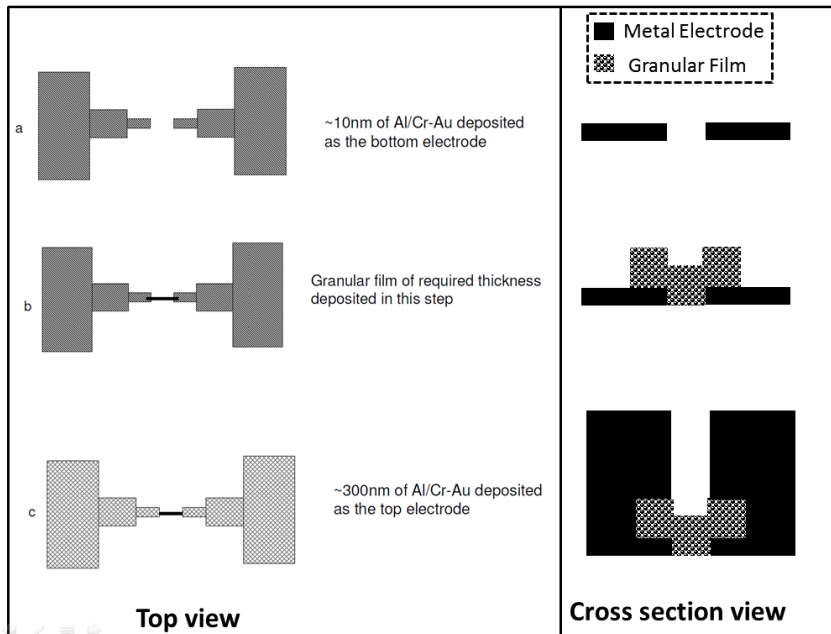 Metal Electrode
Granular Film
a
~10nm of Al/Cr-Au deposited
as the bottom electrode
b
Granular film of required thickness
deposited in this step
c
~300nm of Al/Cr-Au deposited
as the top electrode
Top view
Cross section view